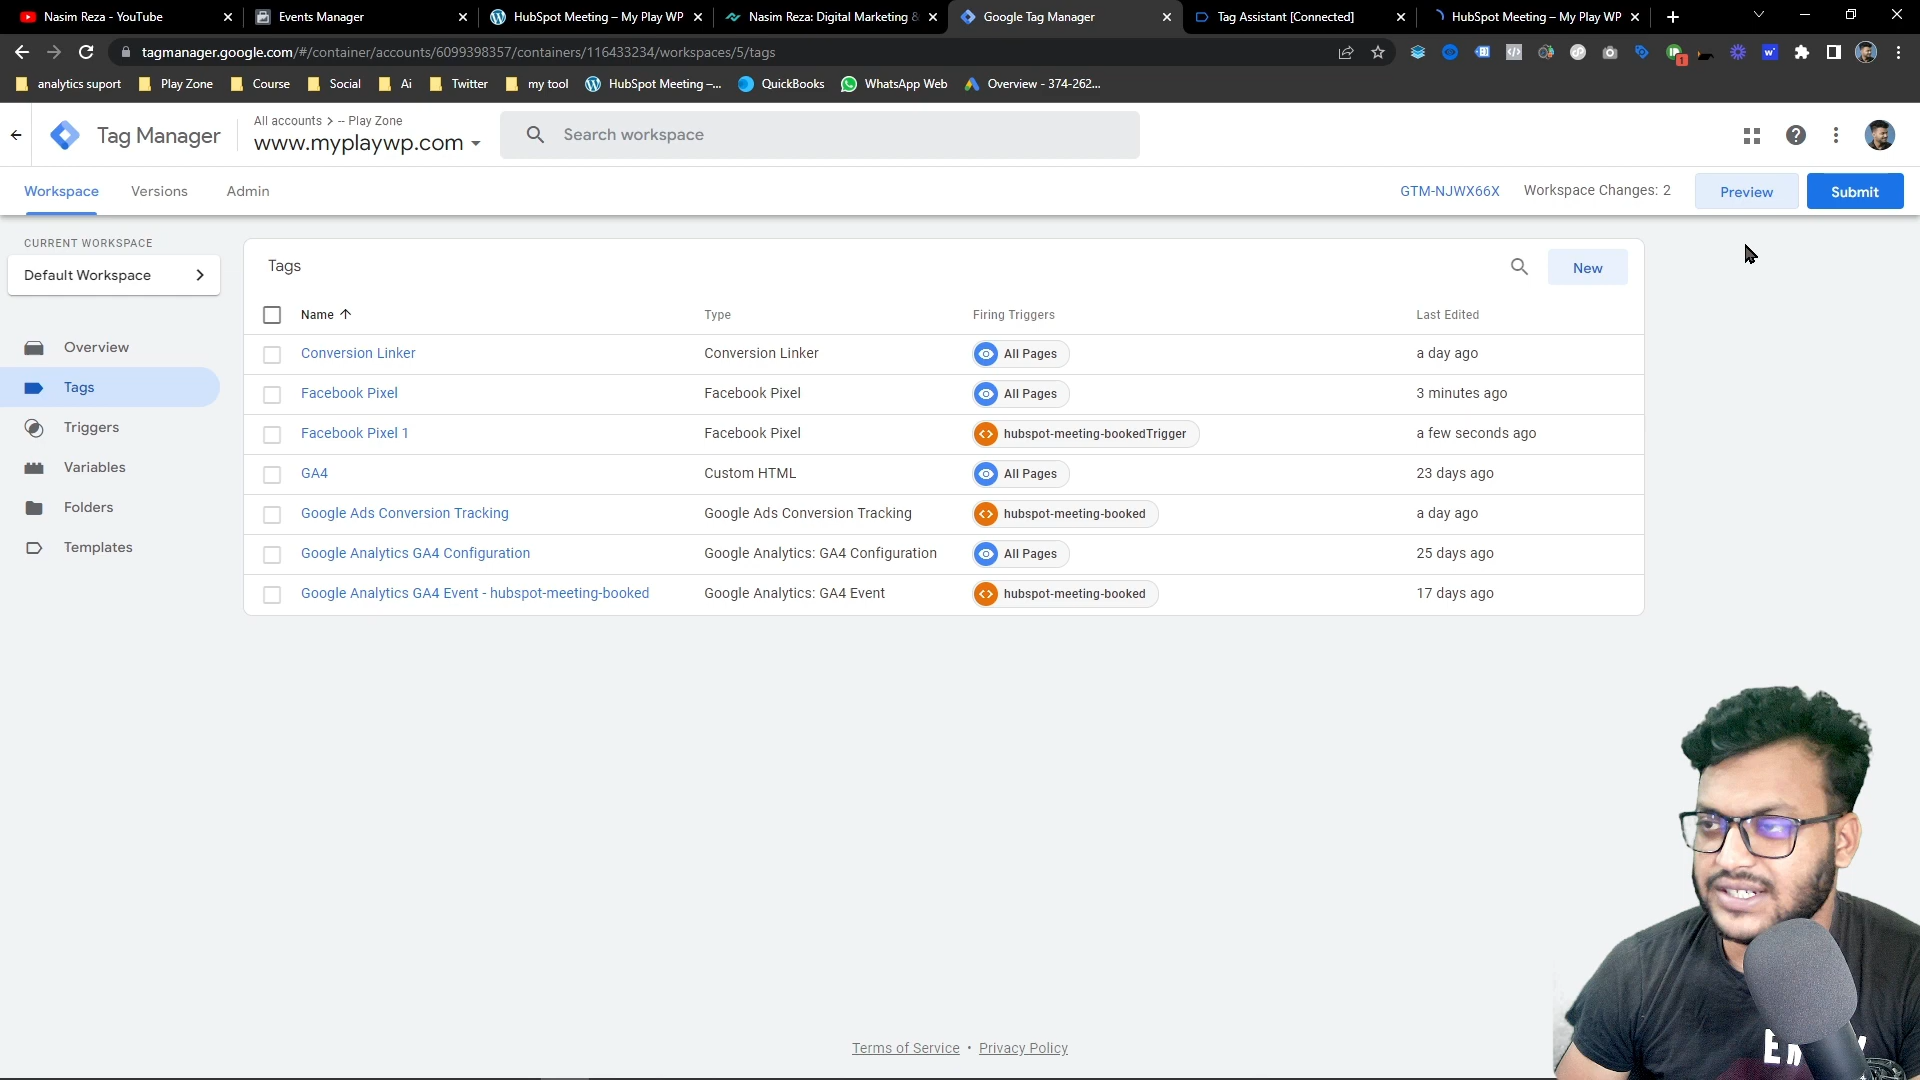 Nasim Reza - YouTube
Events Manager
HubSpot Meeting – My Play WP
Nasim Reza: Digital Marketing &
Google Tag Manager
Tag Assistant [Connected]
HubSpot Meeting – My Play WP
tagmanager.google.com/#/container/accounts/6099398357/containers/116433234/workspaces/5/tags
analytics suport
Play Zone
Course
Social
Ai
Twitter
my tool
HubSpot Meeting –...
QuickBooks
WhatsApp Web
Overview - 374-262...
Tag Manager
All accounts > -- Play Zone
www.myplaywp.com
Search workspace
Workspace
Versions
Admin
GTM-NJWX66X
Workspace Changes: 2
Preview
Submit
CURRENT WORKSPACE
Default Workspace
Overview
Tags
Triggers
Variables
Folders
Templates
Tags
New
Name Type Firing Triggers Last Edited
Conversion Linker Conversion Linker All Pages a day ago
Facebook Pixel Facebook Pixel All Pages 3 minutes ago
Facebook Pixel 1 Facebook Pixel hubspot-meeting-bookedTrigger a few seconds ago
GA4 Custom HTML All Pages 23 days ago
Google Ads Conversion Tracking Google Ads Conversion Tracking hubspot-meeting-booked a day ago
Google Analytics GA4 Configuration Google Analytics: GA4 Configuration All Pages 25 days ago
Google Analytics GA4 Event - hubspot-meeting-booked Google Analytics: GA4 Event hubspot-meeting-booked 17 days ago
Terms of Service • Privacy Policy